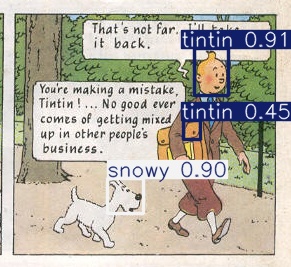 That's not far. I'll take
it back.
tintin 0.91
You're making a mistake,
Tintin!... No good ever
comes of getting mixed
up in other people's
business.
tintin 0.45
snowy 0.90